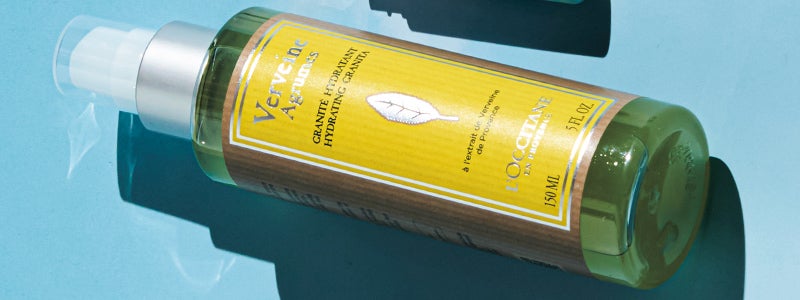 Verveine
Agrumes
GRANITÉ HYDRATANT
HYDRATING GRANITA
à l'extrait de Verveine
de Provence
L'OCCITANE
EN PROVENCE
150 ML
5 FL OZ.